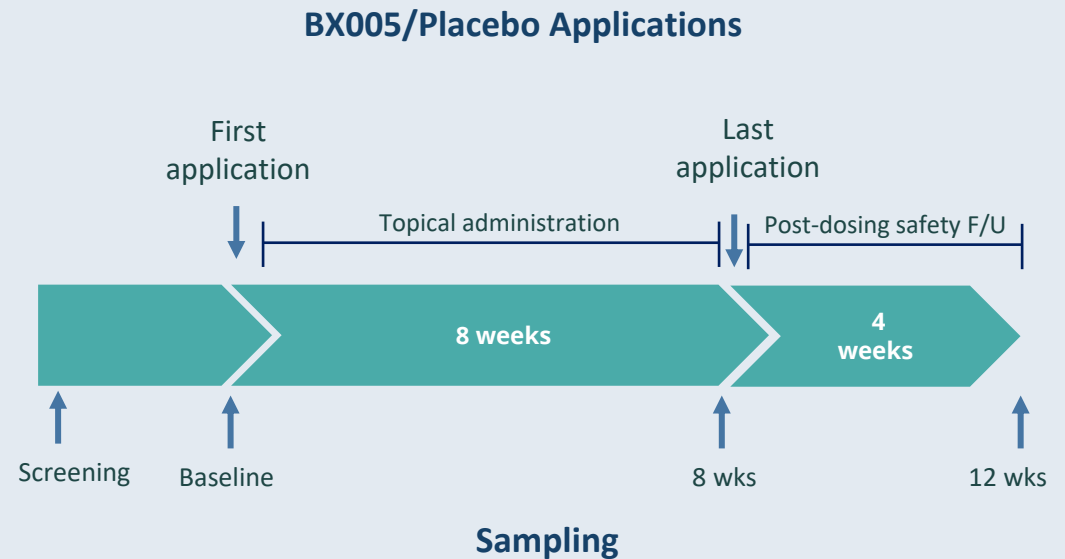 BX005/Placebo Applications
First
application
Last
application
Topical administration
Post-dosing safety F/U
8 weeks
4
weeks
Screening
Baseline
8 wks
12 wks
Sampling